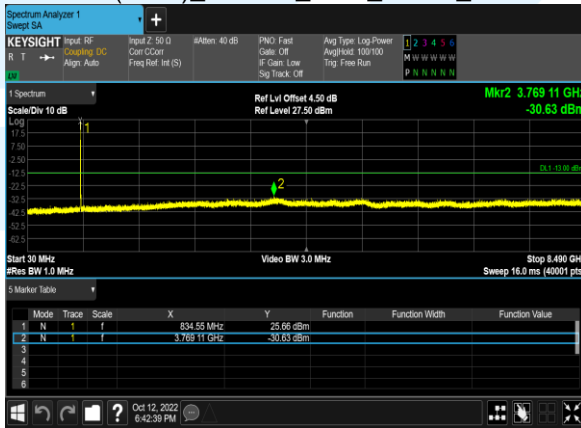 Spectrum Analyzer 1
Swept SA
+
KEYSIGHT
R T
Input: RF
Coupling: DC
Align: Auto
Input Z: 50 Ω
Corr CCorr
Freq Ref: Int (S)
#Atten: 40 dB
PNO: Fast
Gate: Off
IF Gain: Low
Sig Track: Off
Avg Type: Log-Power
Avg|Hold: 100/100
Trig: Free Run
1 2 3 4 5 6
M W W W W W
P N N N N N
1 Spectrum
Scale/Div 10 dB
Ref Lvl Offset 4.50 dB
Ref Level 27.50 dBm
Mkr2 3.769 11 GHz
-30.63 dBm
Log
17.5
7.50
-2.50
-12.5
-22.5
-32.5
-42.5
-52.5
-62.5
1
2
DL1 -13.00 dBm
Start 30 MHz
#Res BW 1.0 MHz
Video BW 3.0 MHz
Stop 8.490 GHz
Sweep 16.0 ms (40001 pts)
5 Marker Table
Mode Trace Scale X Y Function Function Width Function Value
1 N 1 f 834.55 MHz 25.66 dBm
2 N 1 f 3.769 11 GHz -30.63 dBm
3
4
5
6
?
Oct 12, 2022
6:42:39 PM